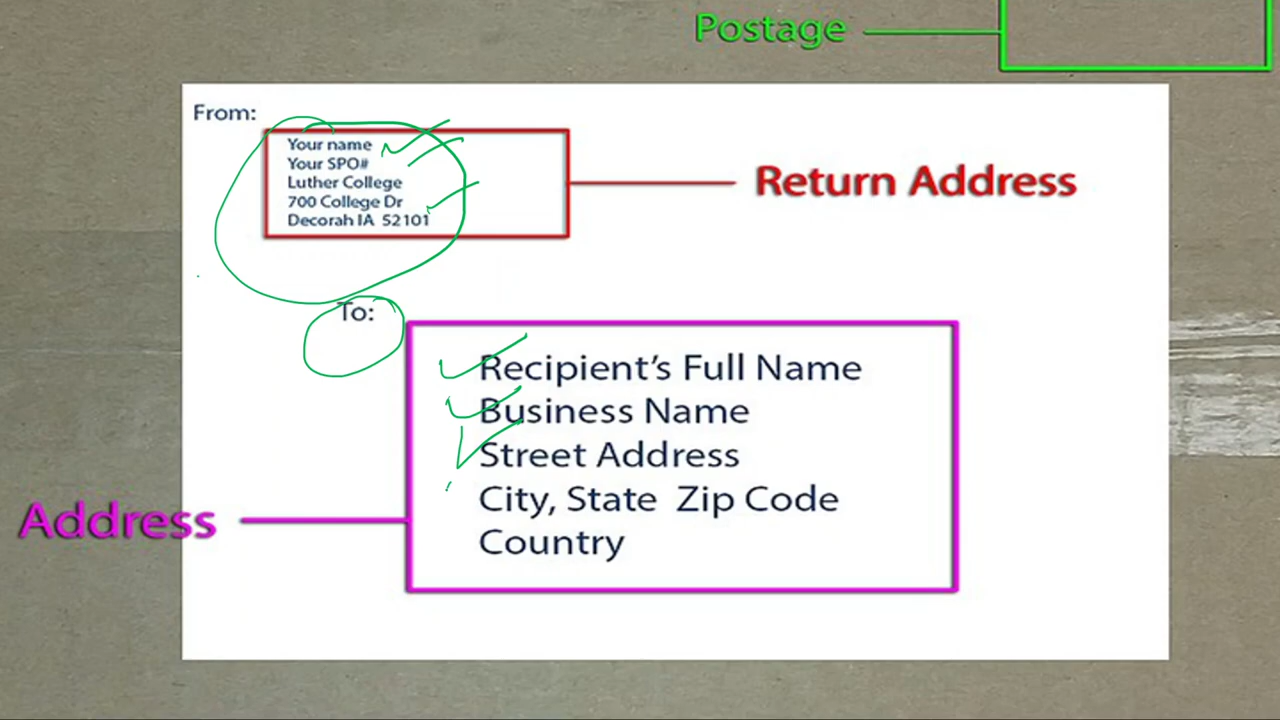 Postage
From:
Your name
Your SPO#
Luther College
700 College Dr
Decorah IA 52101
Return Address
To:
Recipient's Full Name
Business Name
Street Address
City, State Zip Code
Country
Address